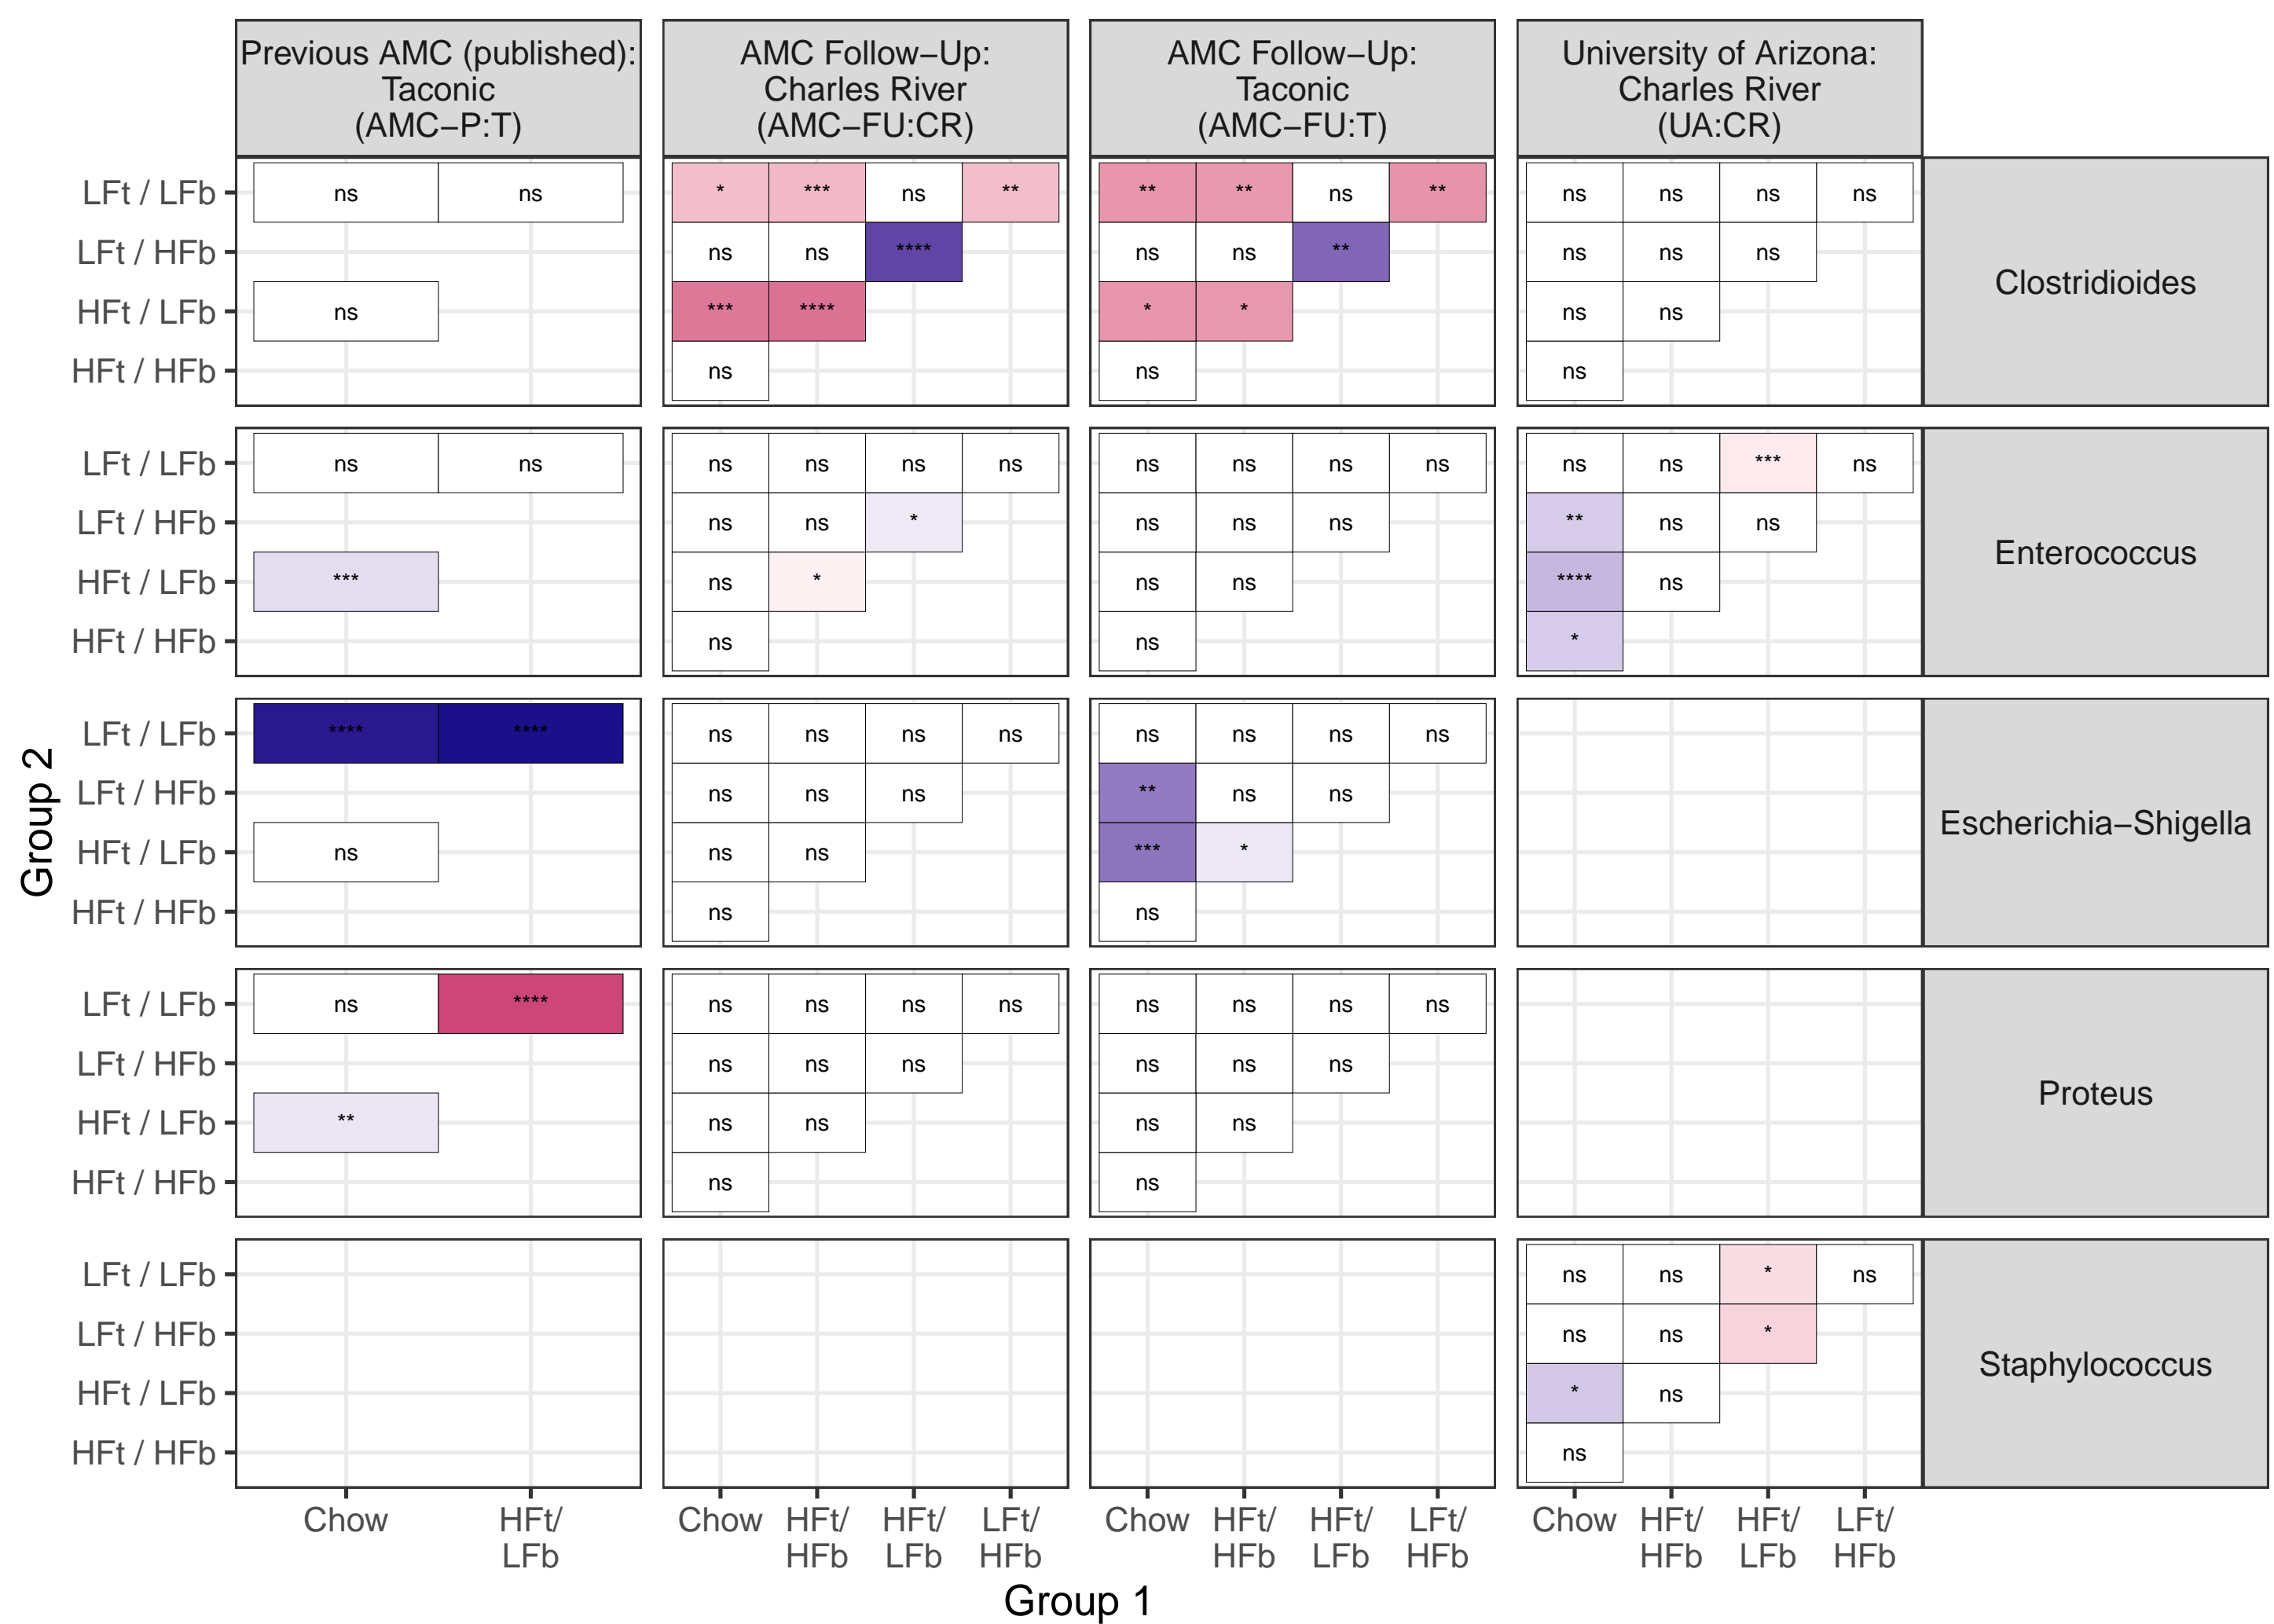 Previous AMC (published): AMC Follow−Up: AMC Follow−Up: University of Arizona:
Taconic Charles River Taconic Charles River
(AMC−P:T) (AMC−FU:CR) (AMC−FU:T) (UA:CR)
LFt / LFb ns ns * *** ns ** ** ** ns ** ns ns ns ns
LFt / HFb ns ns **** ns ns ** ns ns ns
Clostridioides
HFt / LFb ns *** **** * * ns ns
HFt / HFb ns ns ns
LFt / LFb ns ns ns ns ns ns ns ns ns ns ns ns *** ns
LFt / HFb ns ns * ns ns ns ** ns ns
Enterococcus
HFt / LFb *** ns * ns ns **** ns
HFt / HFb ns ns *
LFt / LFb **** **** ns ns ns ns ns ns ns ns
LFt / HFb ns ns ns ** ns ns
Escherichia−Shigella
HFt / LFb ns ns ns *** *
HFt / HFb ns ns
LFt / LFb ns **** ns ns ns ns ns ns ns ns
LFt / HFb ns ns ns ns ns ns
Proteus
HFt / LFb ** ns ns ns ns
HFt / HFb ns ns
LFt / LFb ns ns * ns
LFt / HFb ns ns *
Staphylococcus
HFt / LFb * ns
HFt / HFb ns
Group 2
Chow HFt/ Chow HFt/ HFt/ LFt/ Chow HFt/ HFt/ LFt/ Chow HFt/ HFt/ LFt/
LFb HFb LFb HFb HFb LFb HFb HFb LFb HFb
Group 1